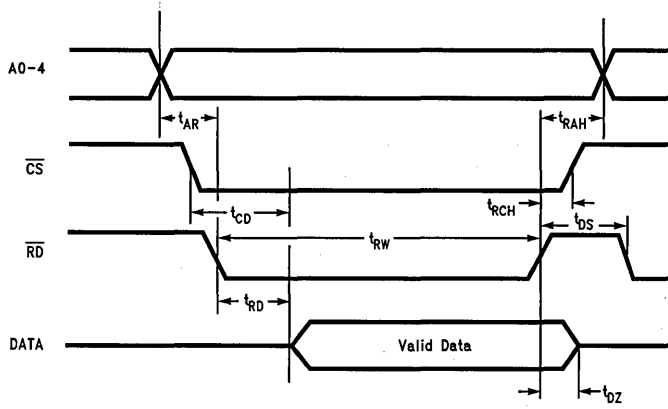 A0-4
tAR
tRAH
CS
tCD
tRCH
tDS
RD
tRW
tRD
DATA
Valid Data
tDZ